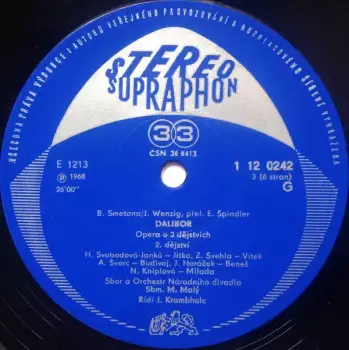 VŠECHNA PRÁVA VÝROBCE I AUTORŮ VEŘEJNÉHO PROVOZOVÁNÍ A ROZHLASOVÉHO ŠÍŘENÍ VYHRAZENA
STEREO
SUPRAPHON
33
ČSN 36 8413
E 1213
1 12 0242
Ⓟ 1968
3 (6 stran)
26'00"
G
B. Smetana/J. Wenzig, přel. E. Špindler
DALIBOR
Opera o 3 dějstvích
2. dějství
H. Svobodová-Janků – Jitka, Z. Švehla – Vítek
A. Švorc – Budivoj, J. Horáček – Beneš
N. Kniplová – Milada
Sbor a Orchestr Národního divadla
Sbm. M. Malý
Řídí J. Krombholc